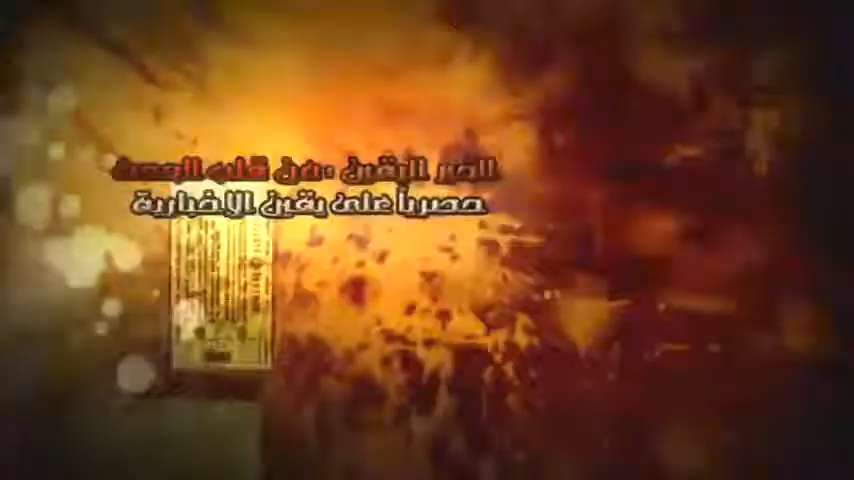 الخبر اليقين : من قلب الحدث
حصرياً على يقين الإخبارية